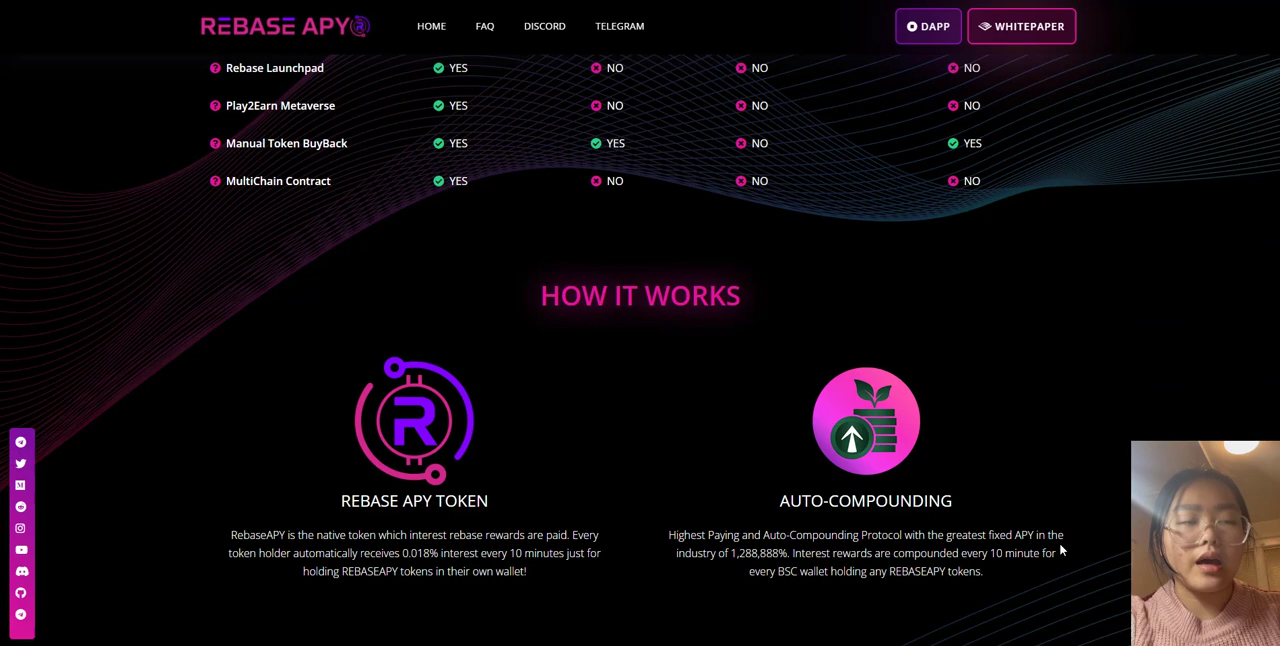 REBASE APY
HOME FAQ DISCORD TELEGRAM DAPP WHITEPAPER
Rebase Launchpad YES NO NO NO
Play2Earn Metaverse YES NO NO NO
Manual Token BuyBack YES YES NO YES
MultiChain Contract YES NO NO NO
HOW IT WORKS
R
REBASE APY TOKEN
RebaseAPY is the native token which interest rebase rewards are paid. Every
token holder automatically receives 0.018% interest every 10 minutes just for
holding REBASEAPY tokens in their own wallet!
AUTO-COMPOUNDING
Highest Paying and Auto-Compounding Protocol with the greatest fixed APY in the
industry of 1,288,888%. Interest rewards are compounded every 10 minute for
every BSC wallet holding any REBASEAPY tokens.